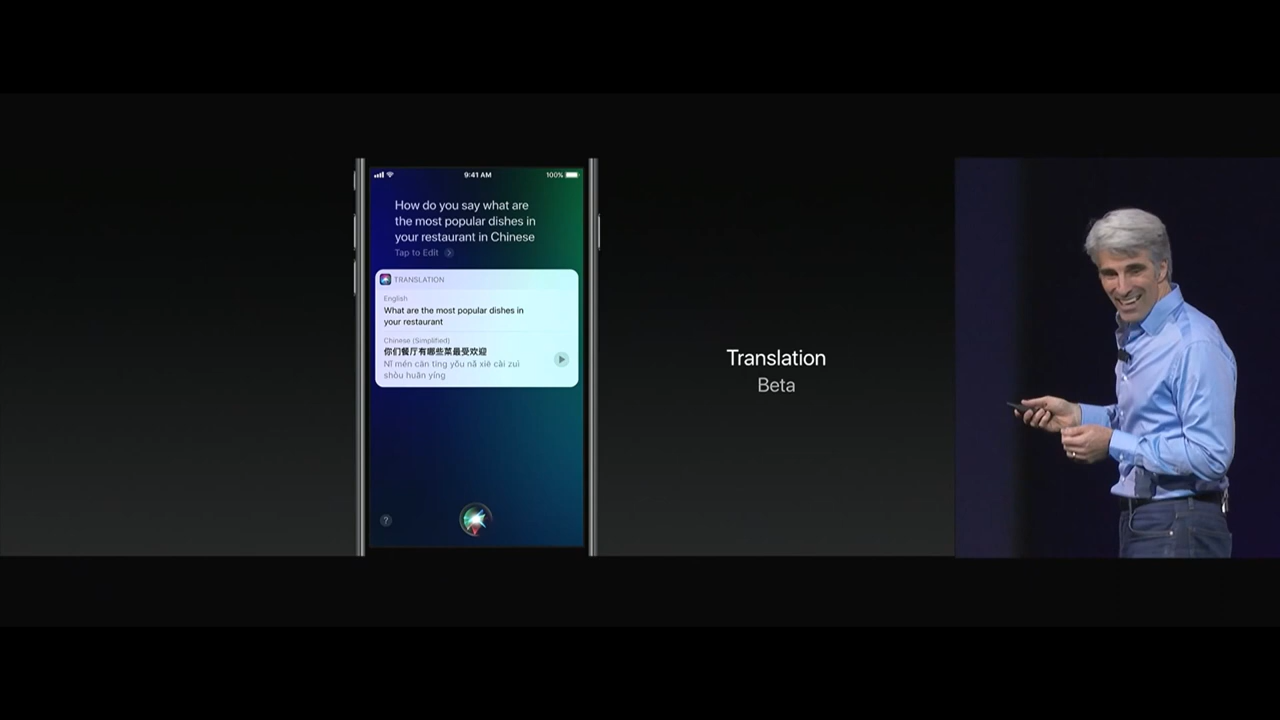 9:41 AM
100%
How do you say what are
the most popular dishes in
your restaurant in Chinese
Tap to Edit
TRANSLATION
English
What are the most popular dishes in
your restaurant
Chinese (Simplified)
你们餐厅有哪些菜最受欢迎
Nǐ mén cān tīng yǒu nǎ xiē cài zuì
shòu huān yíng
?
Translation
Beta